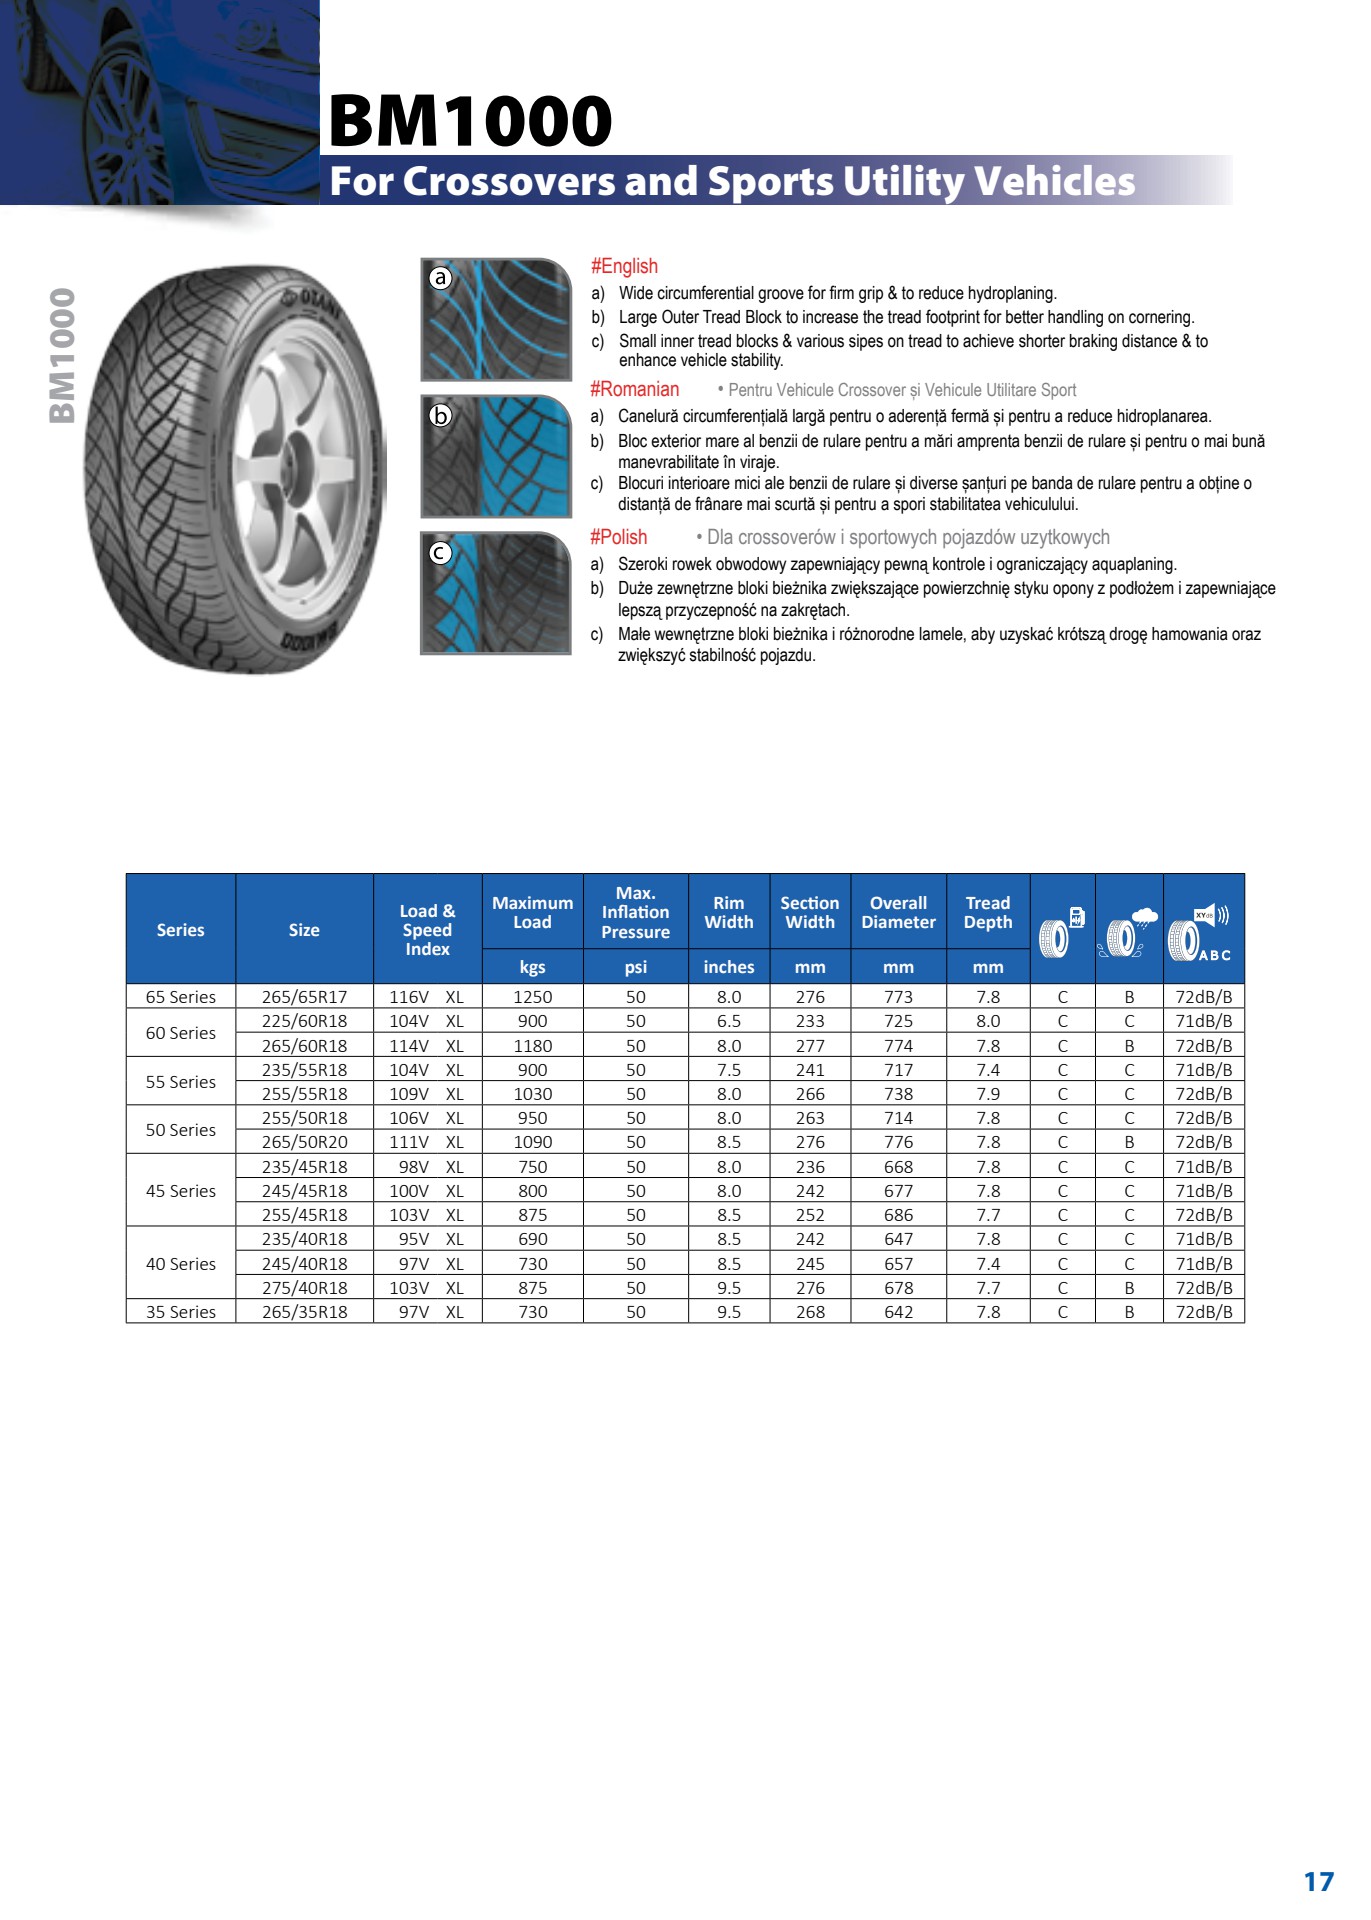 BM1000
For Crossovers and Sports Utility Vehicles
BM1000
OTANI
BM1000
a
b
c
#English
a) Wide circumferential groove for firm grip & to reduce hydroplaning.
b) Large Outer Tread Block to increase the tread footprint for better handling on cornering.
c) Small inner tread blocks & various sipes on tread to achieve shorter braking distance & to
enhance vehicle stability.
#Romanian • Pentru Vehicule Crossover și Vehicule Utilitare Sport
a) Canelură circumferențială largă pentru o aderență fermă și pentru a reduce hidroplanarea.
b) Bloc exterior mare al benzii de rulare pentru a mări amprenta benzii de rulare și pentru o mai bună
manevrabilitate în viraje.
c) Blocuri interioare mici ale benzii de rulare și diverse șanțuri pe banda de rulare pentru a obține o
distanță de frânare mai scurtă și pentru a spori stabilitatea vehiculului.
#Polish • Dla crossoverów i sportowych pojazdów uzytkowych
a) Szeroki rowek obwodowy zapewniający pewną kontrole i ograniczający aquaplaning.
b) Duże zewnętrzne bloki bieżnika zwiększające powierzchnię styku opony z podłożem i zapewniające
lepszą przyczepność na zakrętach.
c) Małe wewnętrzne bloki bieżnika i różnorodne lamele, aby uzyskać krótszą drogę hamowania oraz
zwiększyć stabilność pojazdu.
Series Size Load & Speed Index Maximum Load Max. Inflation Pressure Rim Width Section Width Overall Diameter Tread Depth XYdB ABC
kgs psi inches mm mm mm
65 Series 265/65R17 116V XL 1250 50 8.0 276 773 7.8 C B 72dB/B
60 Series 225/60R18 104V XL 900 50 6.5 233 725 8.0 C C 71dB/B
265/60R18 114V XL 1180 50 8.0 277 774 7.8 C B 72dB/B
55 Series 235/55R18 104V XL 900 50 7.5 241 717 7.4 C C 71dB/B
255/55R18 109V XL 1030 50 8.0 266 738 7.9 C C 72dB/B
50 Series 255/50R18 106V XL 950 50 8.0 263 714 7.8 C C 72dB/B
265/50R20 111V XL 1090 50 8.5 276 776 7.8 C B 72dB/B
45 Series 235/45R18 98V XL 750 50 8.0 236 668 7.8 C C 71dB/B
245/45R18 100V XL 800 50 8.0 242 677 7.8 C C 71dB/B
255/45R18 103V XL 875 50 8.5 252 686 7.7 C C 72dB/B
40 Series 235/40R18 95V XL 690 50 8.5 242 647 7.8 C C 71dB/B
245/40R18 97V XL 730 50 8.5 245 657 7.4 C C 71dB/B
275/40R18 103V XL 875 50 9.5 276 678 7.7 C B 72dB/B
35 Series 265/35R18 97V XL 730 50 9.5 268 642 7.8 C B 72dB/B
17